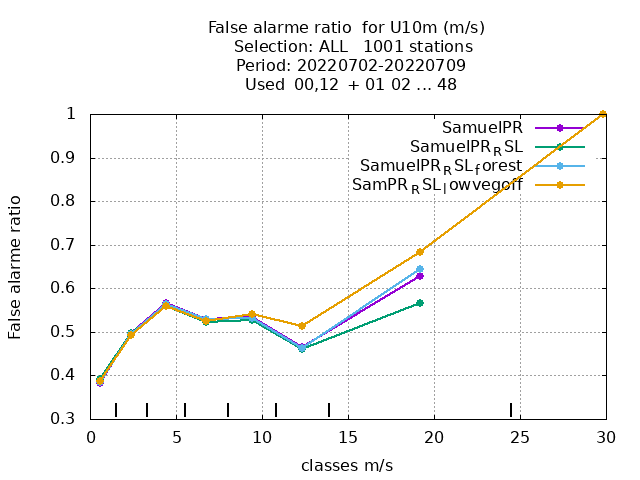 False alarme ratio  for U10m (m/s)
Selection: ALL   1001 stations
Period: 20220702-20220709
Used  00,12  + 01 02 ... 48
SamuelPR
SamuelPR_RSL
SamuelPR_RSL_forest
SamPR_RSL_lowvegoff
1
0.9
0.8
0.7
0.6
0.5
0.4
0.3
False alarme ratio
0 5 10 15 20 25 30
classes m/s